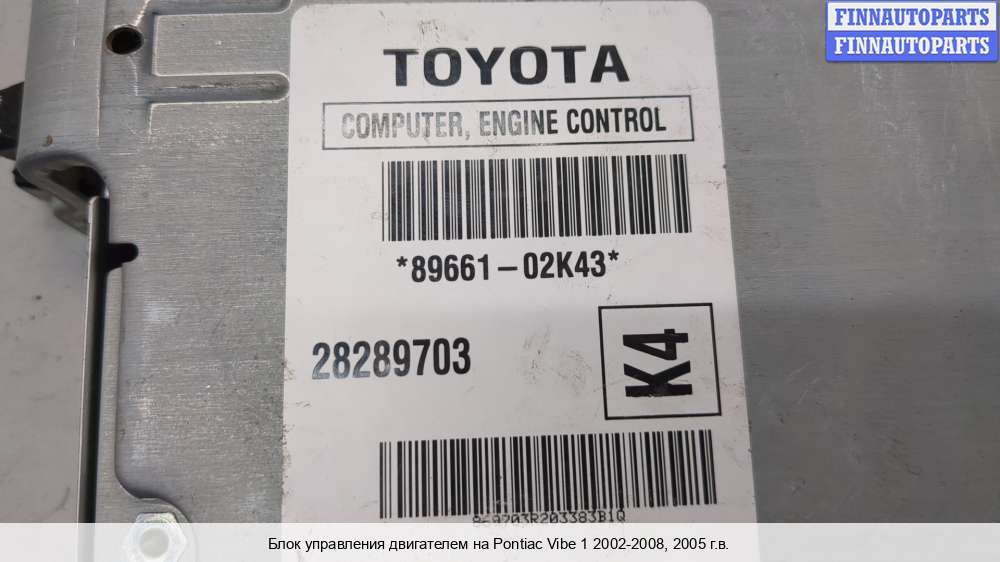 FINNAUTOPARTS
FINNAUTOPARTS
TOYOTA
COMPUTER, ENGINE CONTROL
*89661-02K43*
28289703
K4
Блок управления двигателем на Pontiac Vibe 1 2002-2008, 2005 г.в.